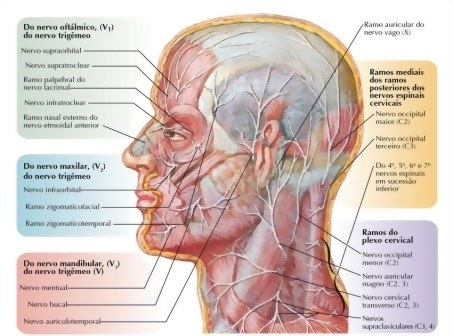 Do nervo oftálmico, (V1)
do nervo trigêmeo
Nervo supraorbital
Nervo supratroclear
Ramo palpebral do
nervo lacrimal
Nervo infratroclear
Ramo nasal externo do
nervo etmoidal anterior
Do nervo maxilar, (V2)
do nervo trigêmeo
Nervo infraorbital
Ramo zigomaticofacial
Ramo zigomaticotemporal
Do nervo mandibular, (V3)
do nervo trigêmeo (V)
Nervo mentual
Nervo bucal
Nervo auriculotemporal
Ramo auricular do
nervo vago (X)
Ramos mediais
dos ramos
posteriores dos
nervos espinais
cervicais
Nervo occipital
maior (C2)
Nervo occipital
terceiro (C3)
Do 4º, 5º, 6º e 7º
nervos espinais
em sucessão
inferior
Ramos do
plexo cervical
Nervo occipital
menor (C2)
Nervo auricular
magno (C2, 3)
Nervo cervical
transverso (C2, 3)
Nervos
supraclaviculares (C3, 4)